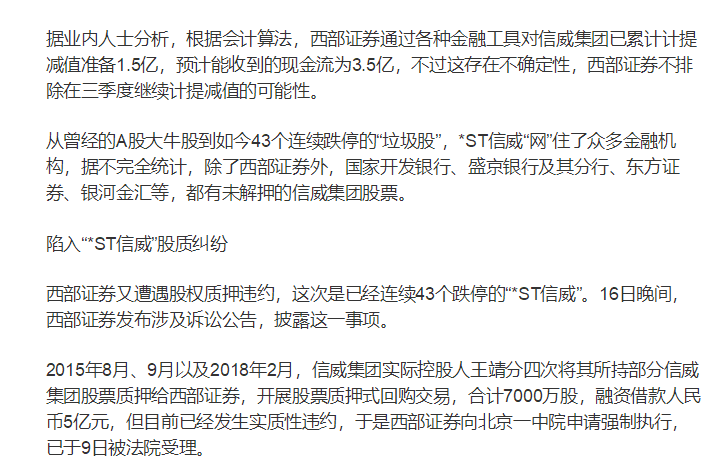 据业内人士分析，根据会计算法，西部证券通过各种金融工具对信威集团已累计计提
减值准备1.5亿，预计能收到的现金流为3.5亿，不过这存在不确定性，西部证券不排
除在三季度继续计提减值的可能性。
从曾经的A股大牛股到如今43个连续跌停的“垃圾股”，*ST信威“网”住了众多金融机
构，据不完全统计，除了西部证券外，国家开发银行、盛京银行及其分行、东方证
券、银河金汇等，都有未解押的信威集团股票。
陷入“*ST信威”股质纠纷
西部证券又遭遇股权质押违约，这次是已经连续43个跌停的“*ST信威”。16日晚间，
西部证券发布涉及诉讼公告，披露这一事项。
2015年8月、9月以及2018年2月，信威集团实际控股人王靖分四次将其所持部分信威
集团股票质押给西部证券，开展股票质押式回购交易，合计7000万股，融资借款人民
币5亿元，但目前已经发生实质性违约，于是西部证券向北京一中院申请强制执行，
已于9日被法院受理。